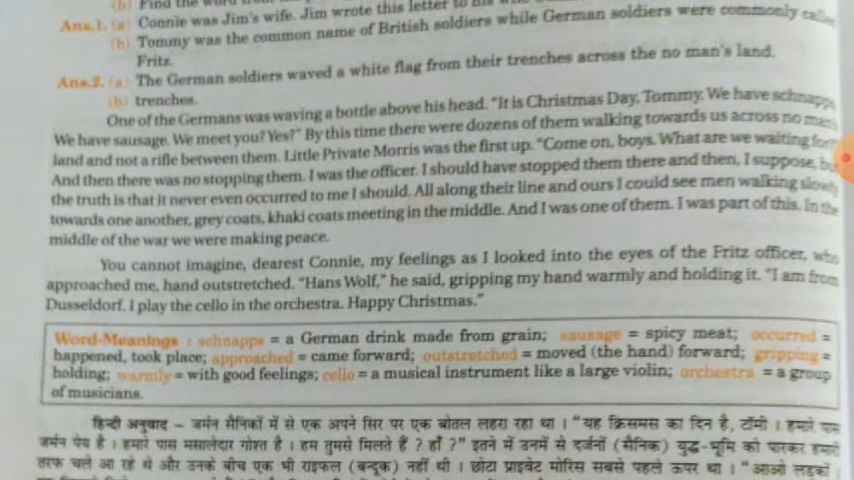 (b) Find the word from
Ans.1. (a) Connie was Jim's wife. Jim wrote this letter to his
(b) Tommy was the common name of British soldiers while German soldiers were commonly
Fritz.
Ans.2. (a) The German soldiers waved a white flag from their trenches across the no man's land.
(b) trenches.
One of the Germans was waving a bottle above his head. "It is Christmas Day, Tommy. We have schnapps
We have sausage. We meet you? Yes?" By this time there were dozens of them walking towards us across no
land and not a rifle between them. Little Private Morris was the first up. "Come on, boys. What are we waiting for
And then there was no stopping them. I was the officer. I should have stopped them there and then, I suppose,
the truth is that it never even occurred to me I should. All along their line and ours I could see men walking slowly
towards one another, grey coats, khaki coats meeting in the middle. And I was one of them. I was part of this. In the
middle of the war we were making peace.
You cannot imagine, dearest Connie, my feelings as I looked into the eyes of the Fritz officer, who
approached me, hand outstretched. "Hans Wolf," he said, gripping my hand warmly and holding it. "I am from
Dusseldorf. I play the cello in the orchestra. Happy Christmas."
Word-Meanings : schnapps = a German drink made from grain; sausage = spicy meat; occurred =
happened, took place; approached = came forward; outstretched = moved (the hand) forward; gripping =
holding; warmly = with good feelings; cello = a musical instrument like a large violin; orchestra = a group
of musicians.
हिन्दी अनुवाद – जर्मन सैनिकों में से एक अपने सिर पर एक बोतल लहरा रहा था। "यह क्रिसमस का दिन है, टॉमी। हमारे पास
जर्मन पेय है। हमारे पास मसालेदार गोश्त है। हम तुमसे मिलते हैं? हाँ?" इतने में उनमें से दर्जनों (सैनिक) युद्ध-भूमि को पारकर हमारी
तरफ चले आ रहे थे और उनके बीच एक भी राइफल (बन्दूक) नहीं थी। छोटा प्राइवेट मोरिस सबसे पहले ऊपर था। "आओ लड़कों।